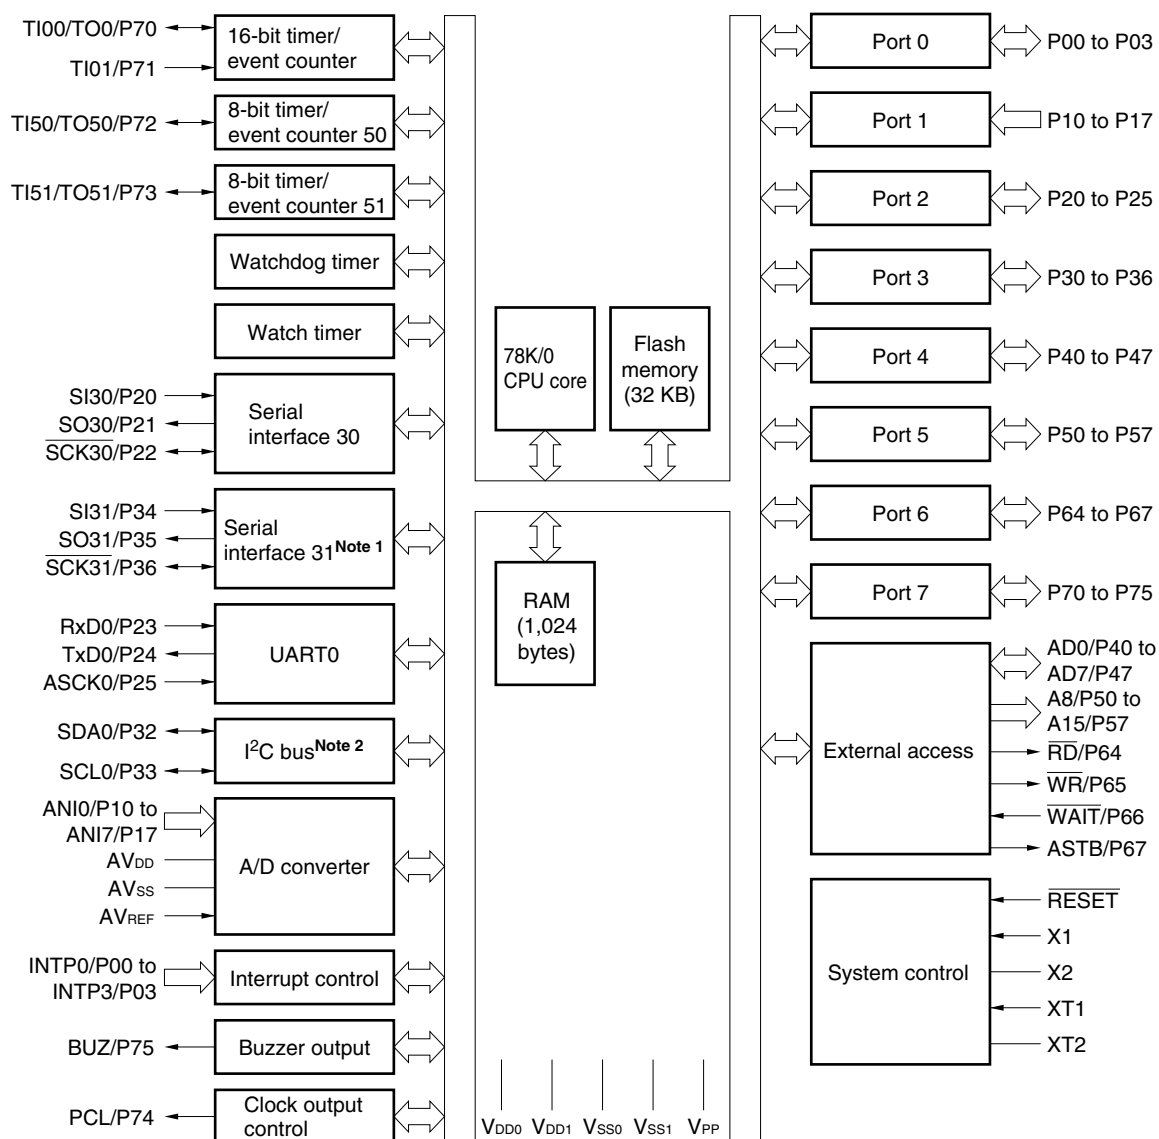 TI00/TO0/P70
TI01/P71
16-bit timer/
event counter
TI50/TO50/P72
8-bit timer/
event counter 50
TI51/TO51/P73
8-bit timer/
event counter 51
Watchdog timer
Watch timer
SI30/P20
SO30/P21
SCK30/P22
Serial
interface 30
SI31/P34
SO31/P35
SCK31/P36
Serial
interface 31Note 1
RxD0/P23
TxD0/P24
ASCK0/P25
UART0
SDA0/P32
SCL0/P33
I2C busNote 2
ANI0/P10 to
ANI7/P17
AVDD
AVSS
AVREF
A/D converter
INTP0/P00 to
INTP3/P03
Interrupt control
BUZ/P75
Buzzer output
PCL/P74
Clock output
control
78K/0
CPU core
Flash
memory
(32 KB)
RAM
(1,024
bytes)
VDD0 VDD1 VSS0 VSS1 VPP
Port 0
P00 to P03
Port 1
P10 to P17
Port 2
P20 to P25
Port 3
P30 to P36
Port 4
P40 to P47
Port 5
P50 to P57
Port 6
P64 to P67
Port 7
P70 to P75
External access
AD0/P40 to
AD7/P47
A8/P50 to
A15/P57
RD/P64
WR/P65
WAIT/P66
ASTB/P67
System control
RESET
X1
X2
XT1
XT2